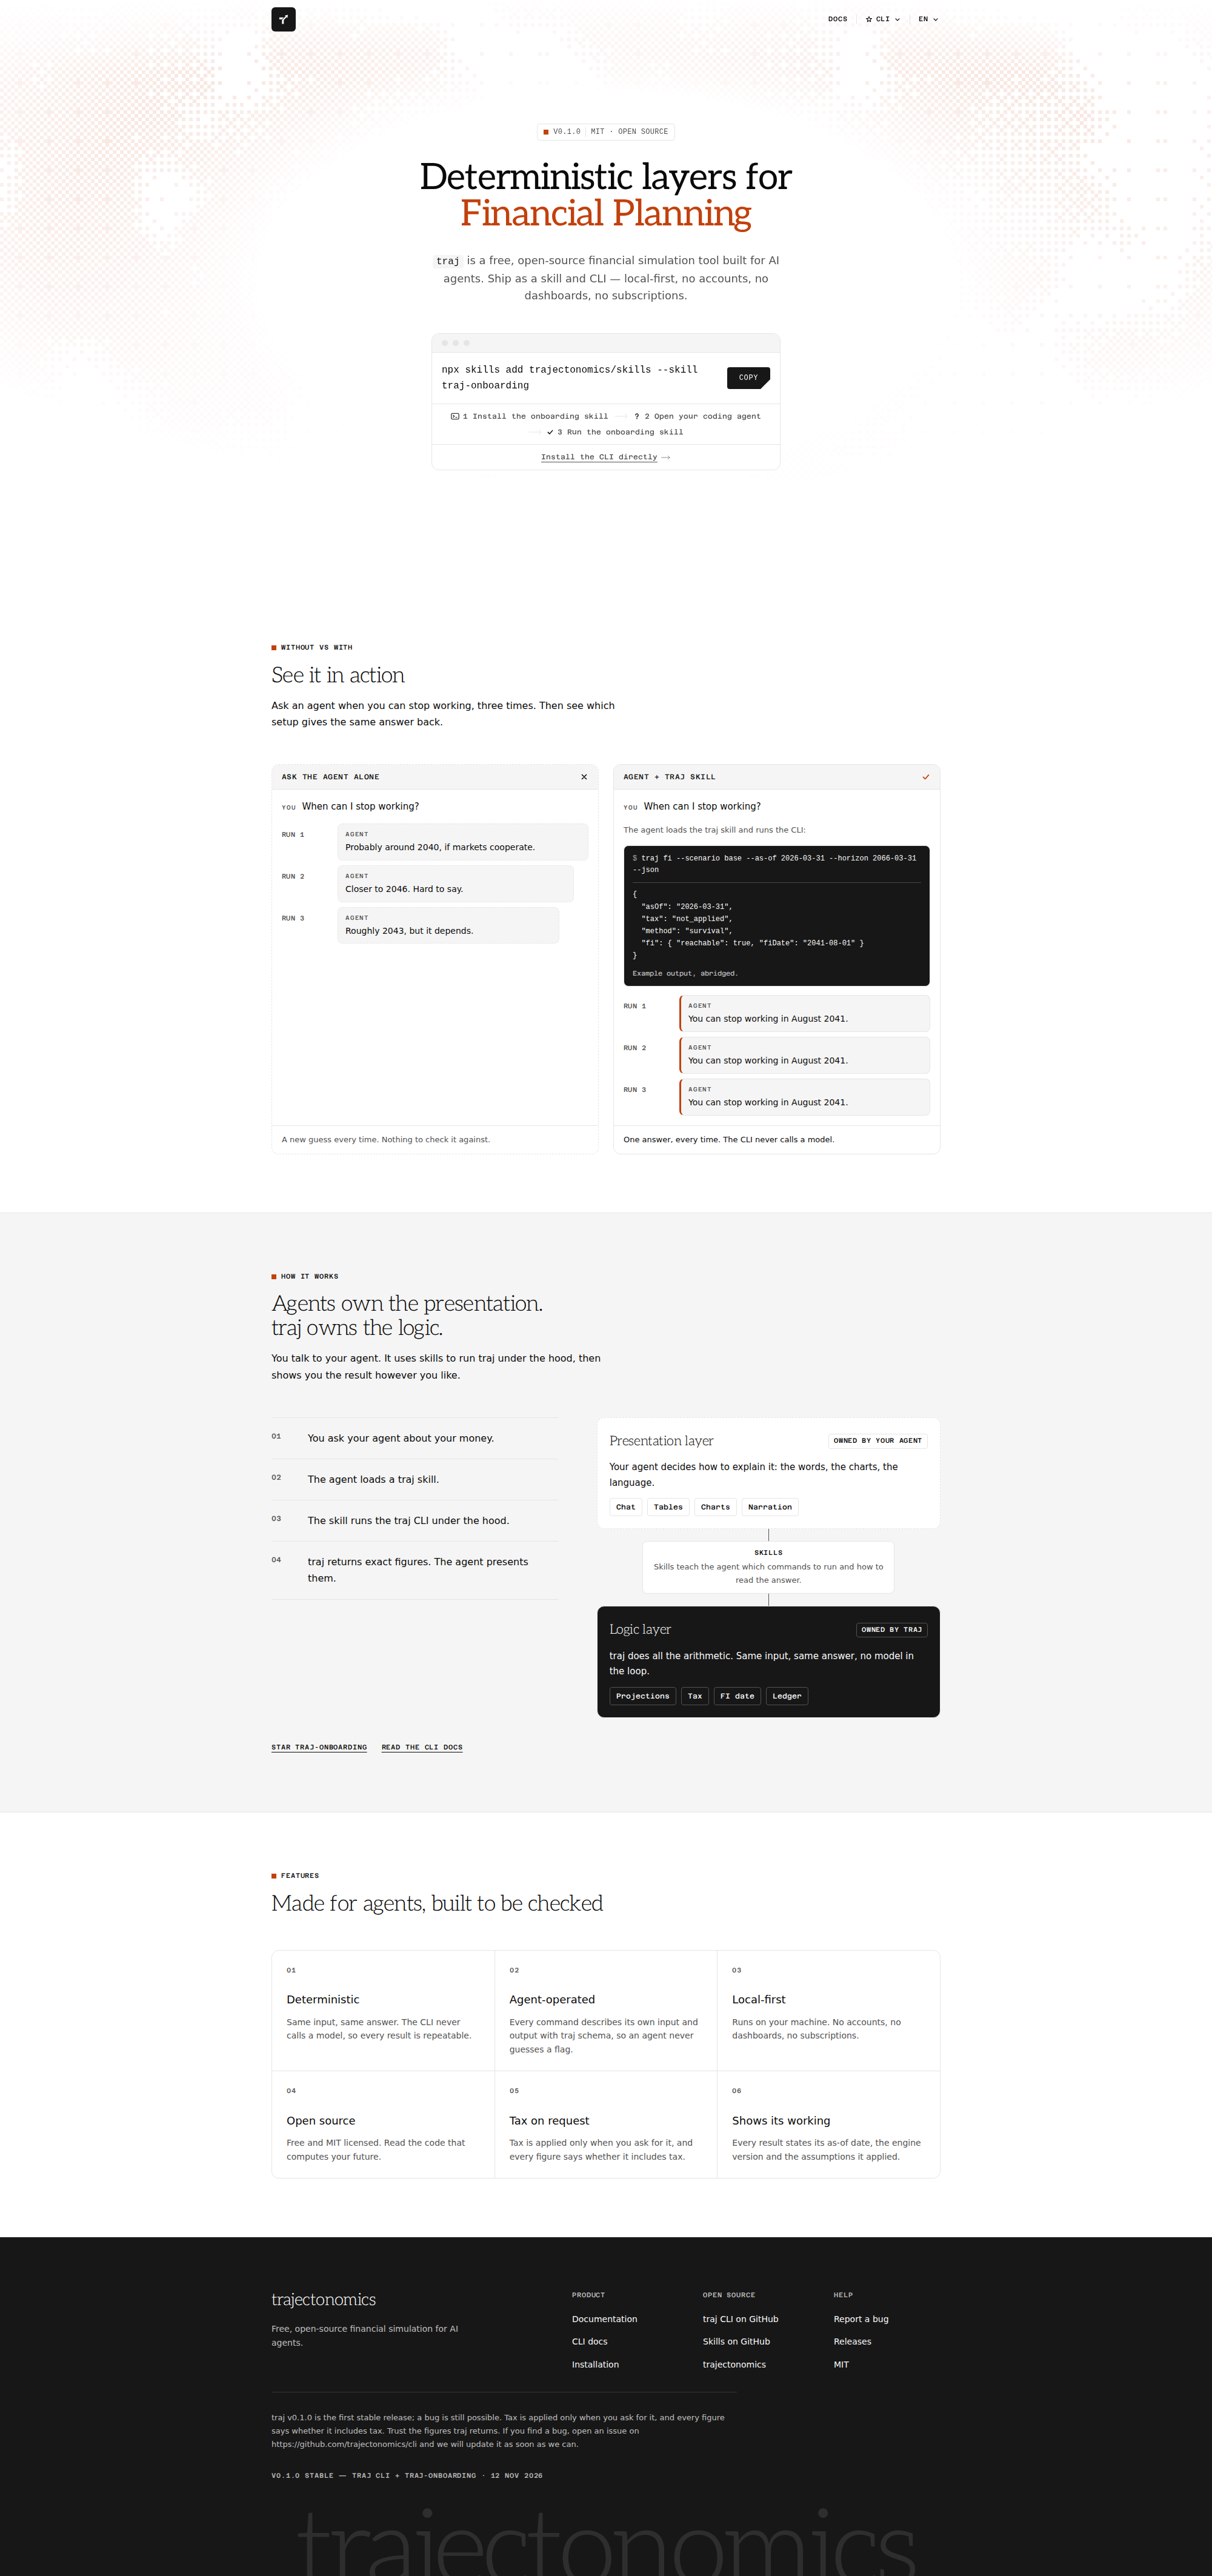 DOCS
CLI
EN
V0.1.0 MIT · OPEN SOURCE
Deterministic layers for
Financial Planning
traj is a free, open-source financial simulation tool built for AI
agents. Ship as a skill and CLI — local-first, no accounts, no
dashboards, no subscriptions.
npx skills add trajectonomics/skills --skill
traj-onboarding
COPY
1 Install the onboarding skill → ? 2 Open your coding agent
→ ✓ 3 Run the onboarding skill
Install the CLI directly →
WITHOUT VS WITH
See it in action
Ask an agent when you can stop working, three times. Then see which
setup gives the same answer back.
ASK THE AGENT ALONE
YOU When can I stop working?
RUN 1
AGENT
Probably around 2040, if markets cooperate.
RUN 2
AGENT
Closer to 2046. Hard to say.
RUN 3
AGENT
Roughly 2043, but it depends.
A new guess every time. Nothing to check it against.
AGENT + TRAJ SKILL
YOU When can I stop working?
The agent loads the traj skill and runs the CLI:
$ traj fi --scenario base --as-of 2026-03-31 --horizon 2066-03-31
--json
{
"asOf": "2026-03-31",
"tax": "not_applied",
"method": "survival",
"fi": { "reachable": true, "fiDate": "2041-08-01" }
}
Example output, abridged.
RUN 1
AGENT
You can stop working in August 2041.
RUN 2
AGENT
You can stop working in August 2041.
RUN 3
AGENT
You can stop working in August 2041.
One answer, every time. The CLI never calls a model.
HOW IT WORKS
Agents own the presentation.
traj owns the logic.
You talk to your agent. It uses skills to run traj under the hood, then
shows you the result however you like.
01 You ask your agent about your money.
02 The agent loads a traj skill.
03 The skill runs the traj CLI under the hood.
04 traj returns exact figures. The agent presents
them.
Presentation layer
OWNED BY YOUR AGENT
Your agent decides how to explain it: the words, the charts, the
language.
Chat Tables Charts Narration
SKILLS
Skills teach the agent which commands to run and how to
read the answer.
Logic layer
OWNED BY TRAJ
traj does all the arithmetic. Same input, same answer, no model in
the loop.
Projections Tax FI date Ledger
STAR TRAJ-ONBOARDING READ THE CLI DOCS
FEATURES
Made for agents, built to be checked
01
Deterministic
Same input, same answer. The CLI never
calls a model, so every result is repeatable.
02
Agent-operated
Every command describes its own input and
output with traj schema, so an agent never
guesses a flag.
03
Local-first
Runs on your machine. No accounts, no
dashboards, no subscriptions.
04
Open source
Free and MIT licensed. Read the code that
computes your future.
05
Tax on request
Tax is applied only when you ask for it, and
every figure says whether it includes tax.
06
Shows its working
Every result states its as-of date, the engine
version and the assumptions it applied.
trajectonomics
Free, open-source financial simulation for AI
agents.
PRODUCT
Documentation
CLI docs
Installation
OPEN SOURCE
traj CLI on GitHub
Skills on GitHub
trajectonomics
HELP
Report a bug
Releases
MIT
traj v0.1.0 is the first stable release; a bug is still possible. Tax is applied only when you ask for it, and every figure
says whether it includes tax. Trust the figures traj returns. If you find a bug, open an issue on
https://github.com/trajectonomics/cli and we will update it as soon as we can.
V0.1.0 STABLE — TRAJ CLI + TRAJ-ONBOARDING · 12 NOV 2026
trajectonomics